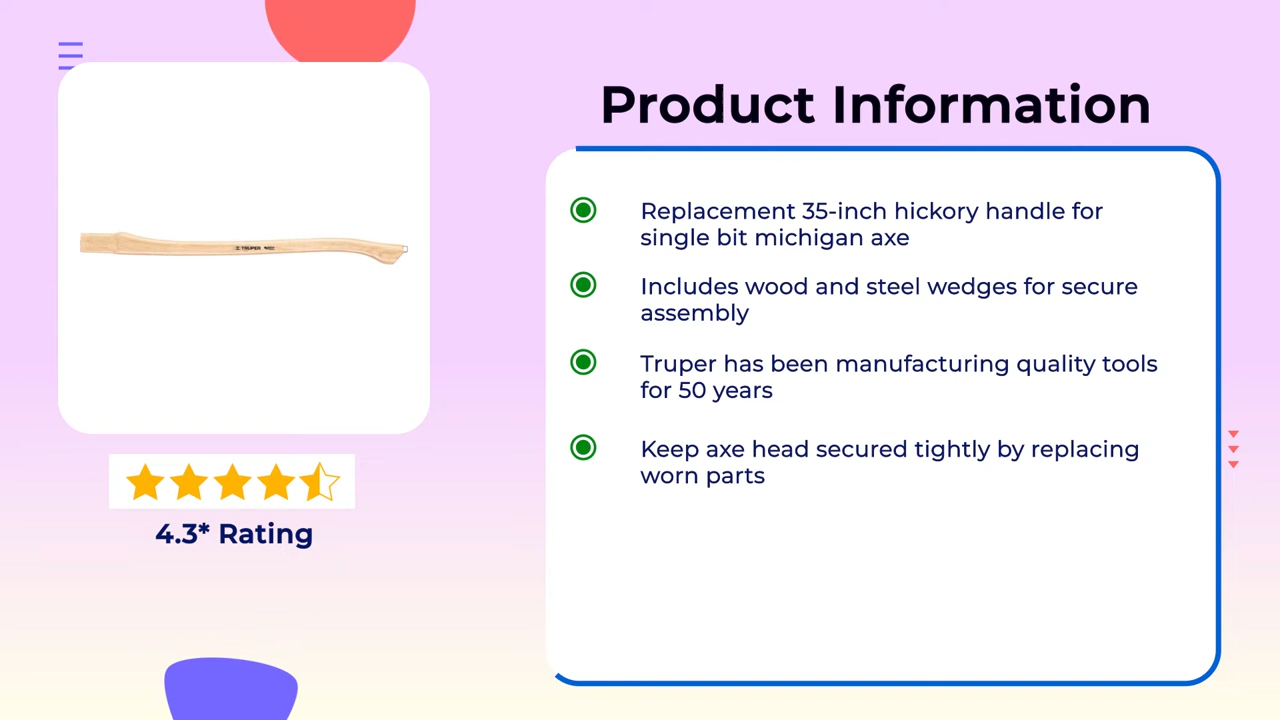 Product Information
Replacement 35-inch hickory handle for
single bit michigan axe
Includes wood and steel wedges for secure
assembly
Truper has been manufacturing quality tools
for 50 years
Keep axe head secured tightly by replacing
worn parts
TRUPER
4.3* Rating